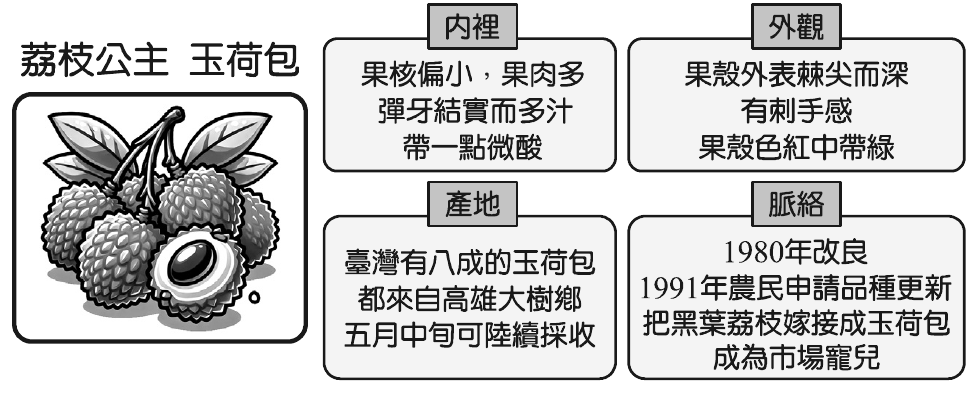 荔枝公主 玉荷包
內裡
果核偏小，果肉多
彈牙結實而多汁
帶一點微酸
外觀
果殼外表棘尖而深
有刺手感
果殼色紅中帶綠
產地
臺灣有八成的玉荷包
都來自高雄大樹鄉
五月中旬可陸續採收
脈絡
1980年改良
1991年農民申請品種更新
把黑葉荔枝嫁接成玉荷包
成為市場寵兒